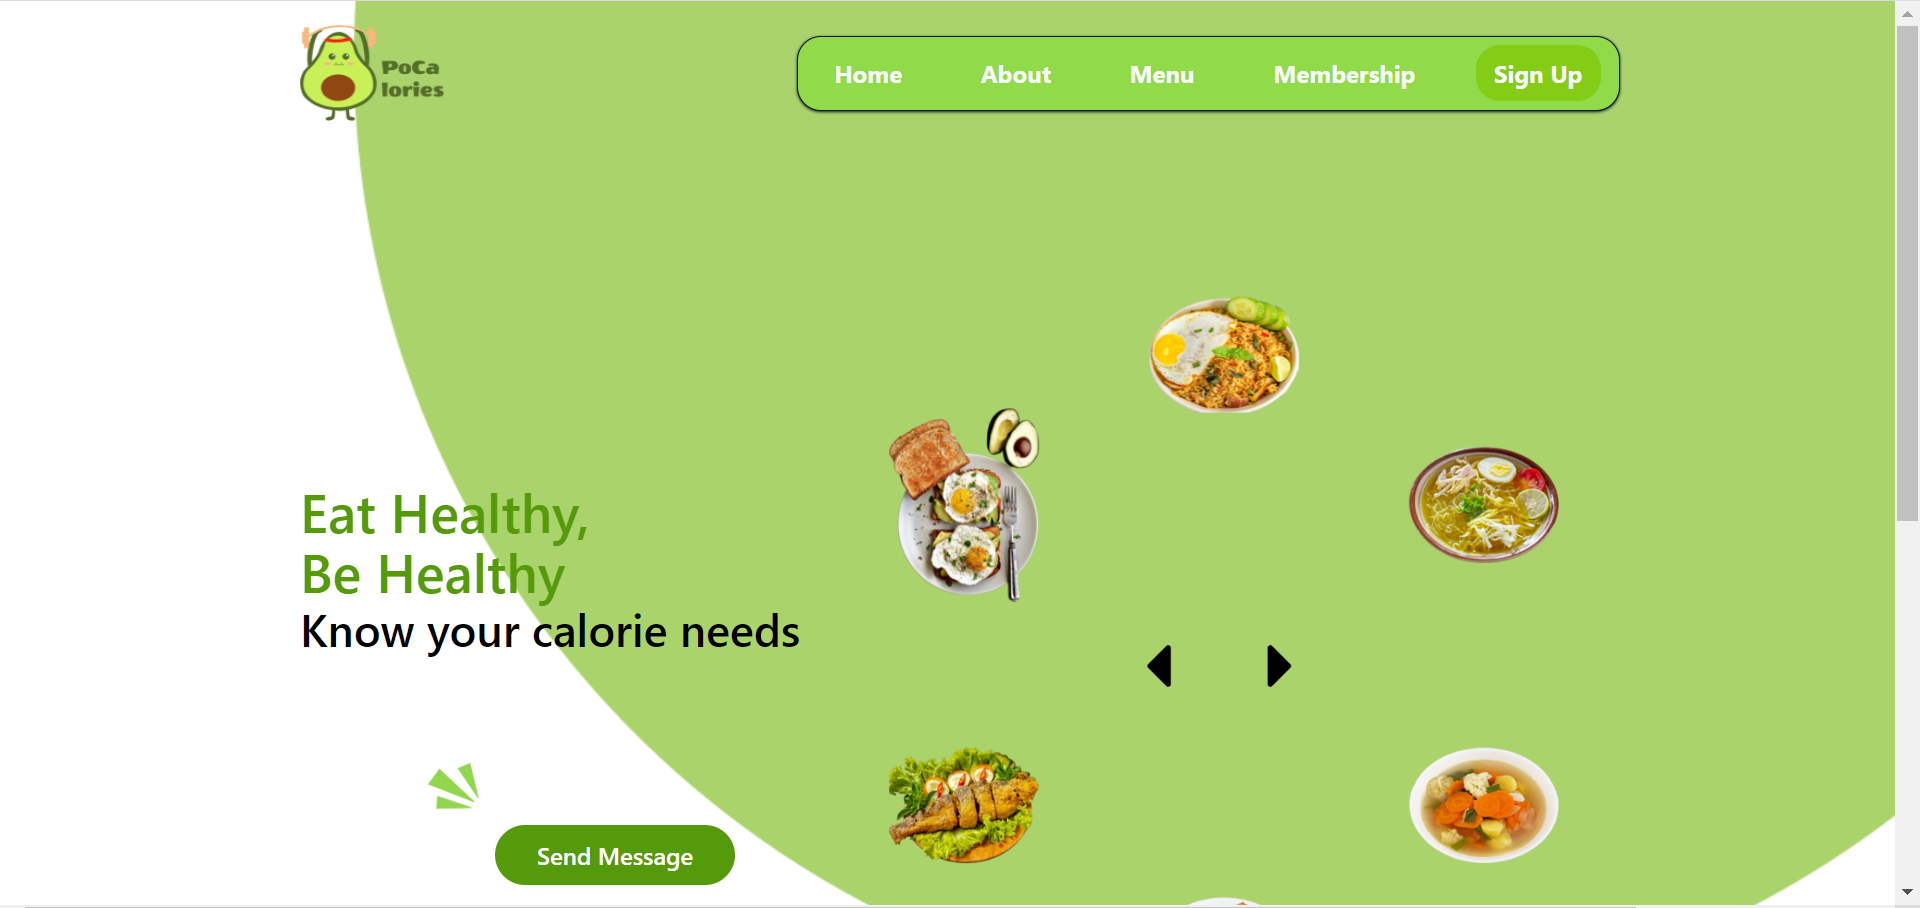 PoCa
lories
Home
About
Menu
Membership
Sign Up
Eat Healthy,
Be Healthy
Know your calorie needs
Send Message